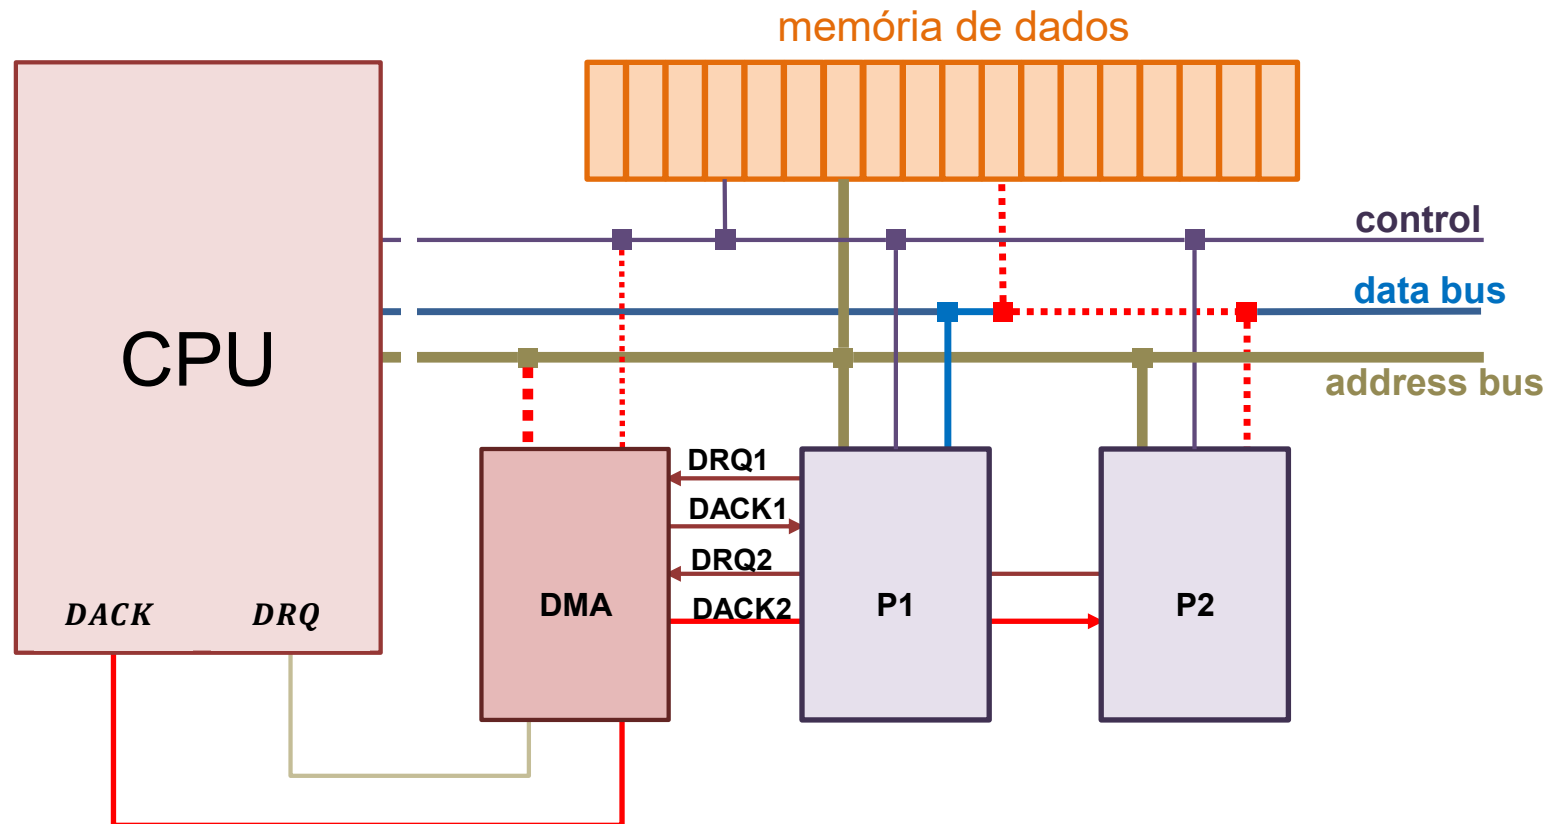 memória de dados
control
data bus
address bus
CPU
DRQ1
DACK1
DRQ2
DACK2
DMA
P1
P2
DACK
DRQ